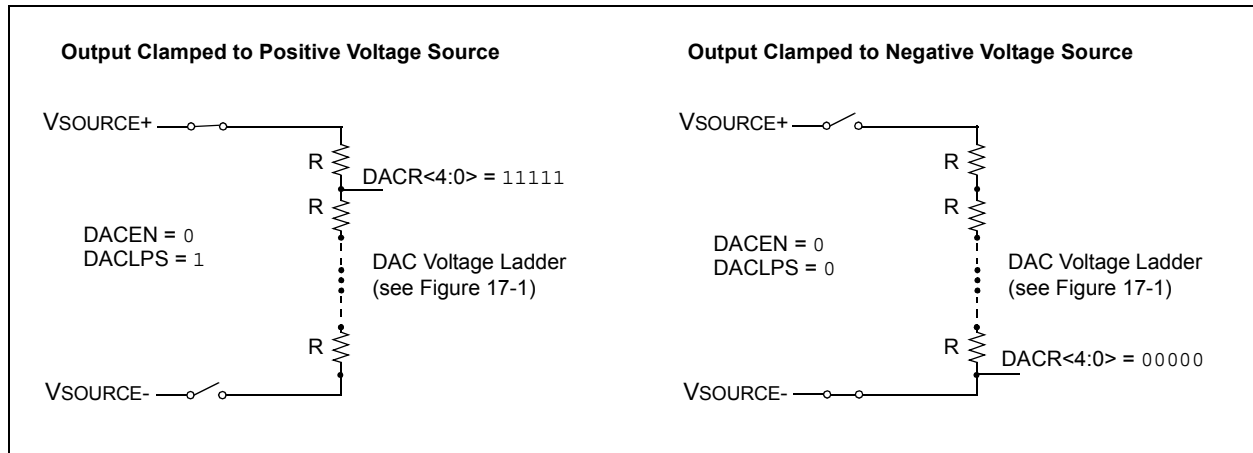 Output Clamped to Positive Voltage Source
VSOURCE+
R
DACR<4:0> = 11111
R
DACEN = 0
DACLPS = 1
DAC Voltage Ladder
(see Figure 17-1)
R
VSOURCE-
Output Clamped to Negative Voltage Source
VSOURCE+
R
R
DACEN = 0
DACLPS = 0
DAC Voltage Ladder
(see Figure 17-1)
R
DACR<4:0> = 00000
VSOURCE-